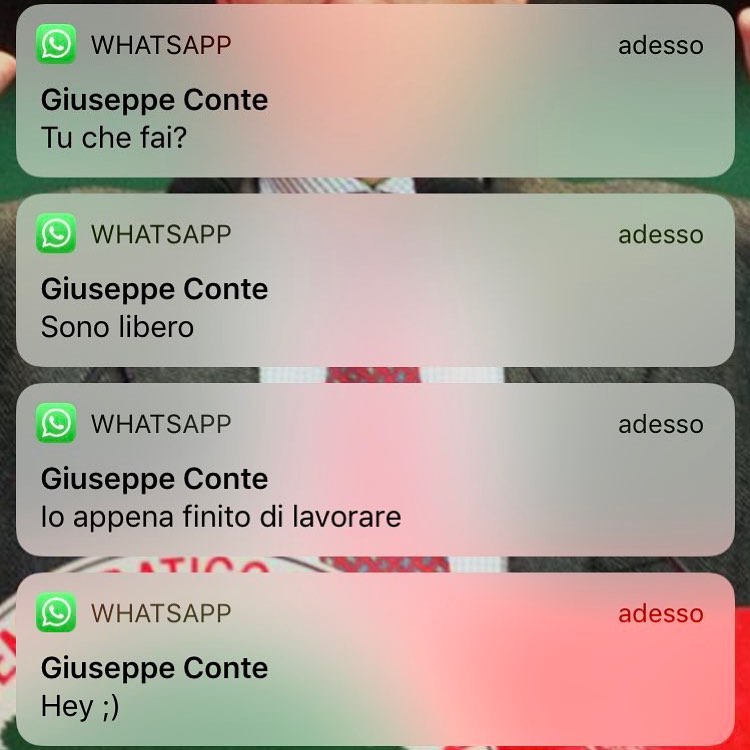 WHATSAPP adesso
Giuseppe Conte
Tu che fai?
WHATSAPP adesso
Giuseppe Conte
Sono libero
WHATSAPP adesso
Giuseppe Conte
Io appena finito di lavorare
WHATSAPP adesso
Giuseppe Conte
Hey ;)